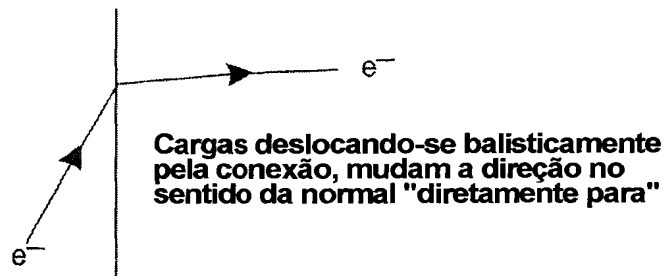 e⁻
Cargas deslocando-se balisticamente
pela conexão, mudam a direção no
sentido da normal "diretamente para"
e⁻